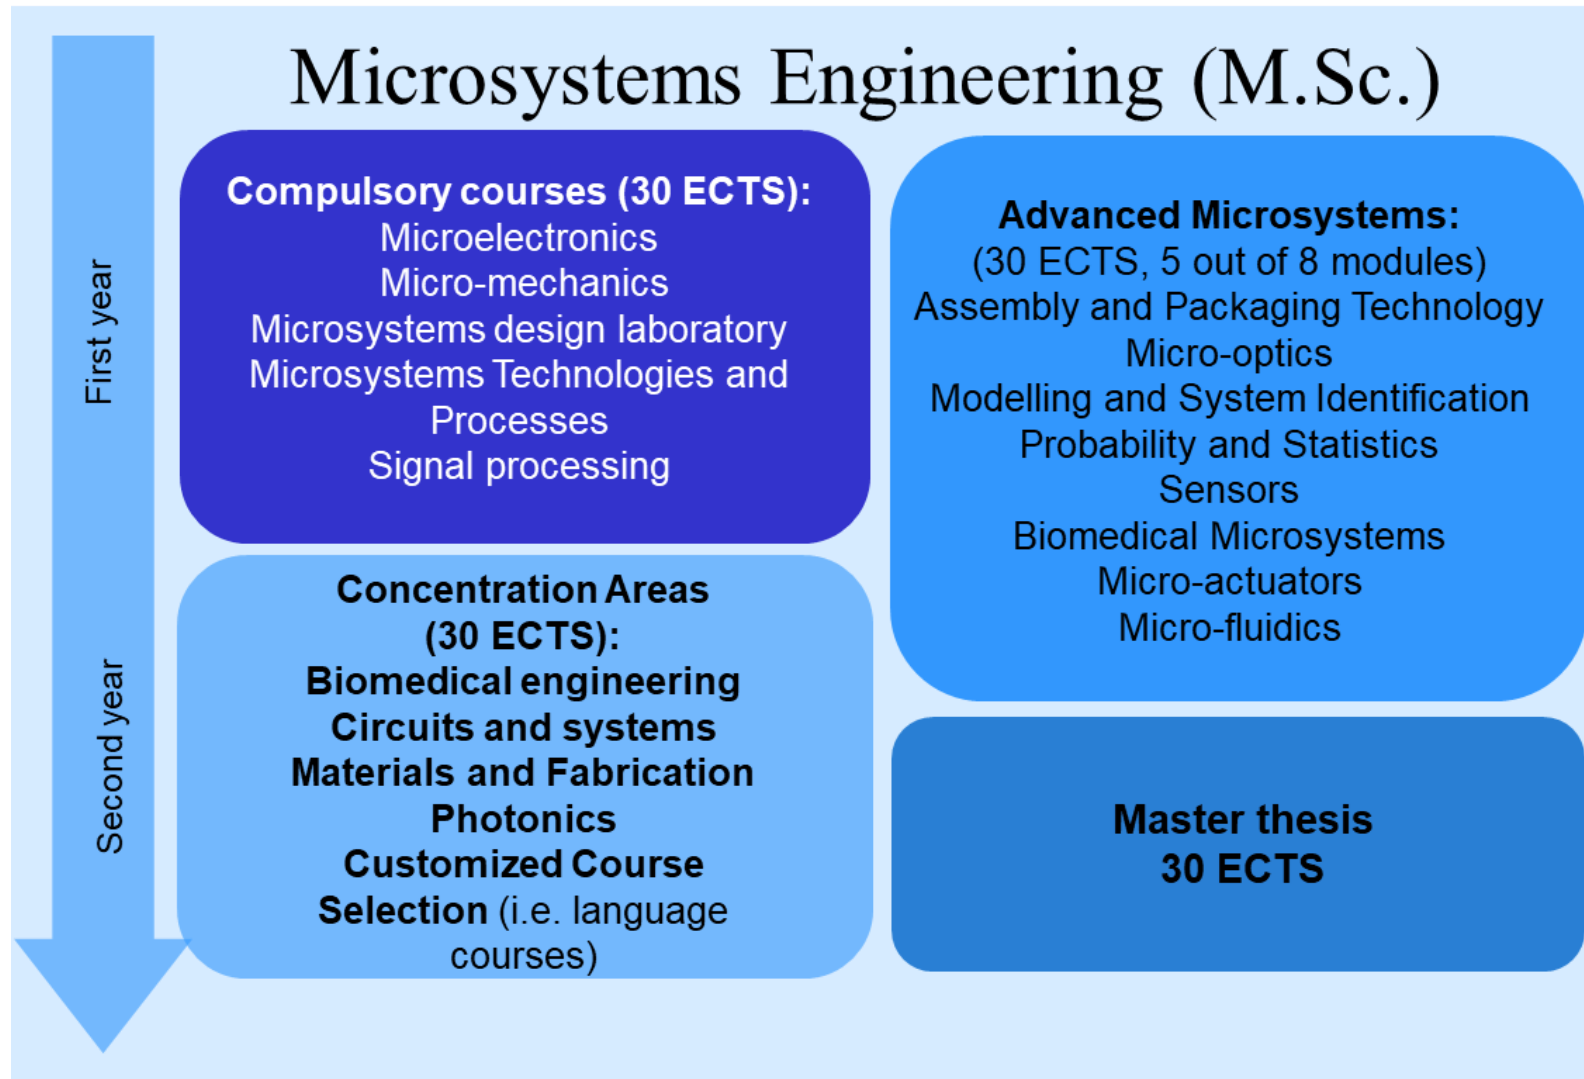 Microsystems Engineering (M.Sc.)
First year
Second year
Compulsory courses (30 ECTS):
Microelectronics
Micro-mechanics
Microsystems design laboratory
Microsystems Technologies and
Processes
Signal processing
Advanced Microsystems:
(30 ECTS, 5 out of 8 modules)
Assembly and Packaging Technology
Micro-optics
Modelling and System Identification
Probability and Statistics
Sensors
Biomedical Microsystems
Micro-actuators
Micro-fluidics
Concentration Areas
(30 ECTS):
Biomedical engineering
Circuits and systems
Materials and Fabrication
Photonics
Customized Course
Selection (i.e. language
courses)
Master thesis
30 ECTS